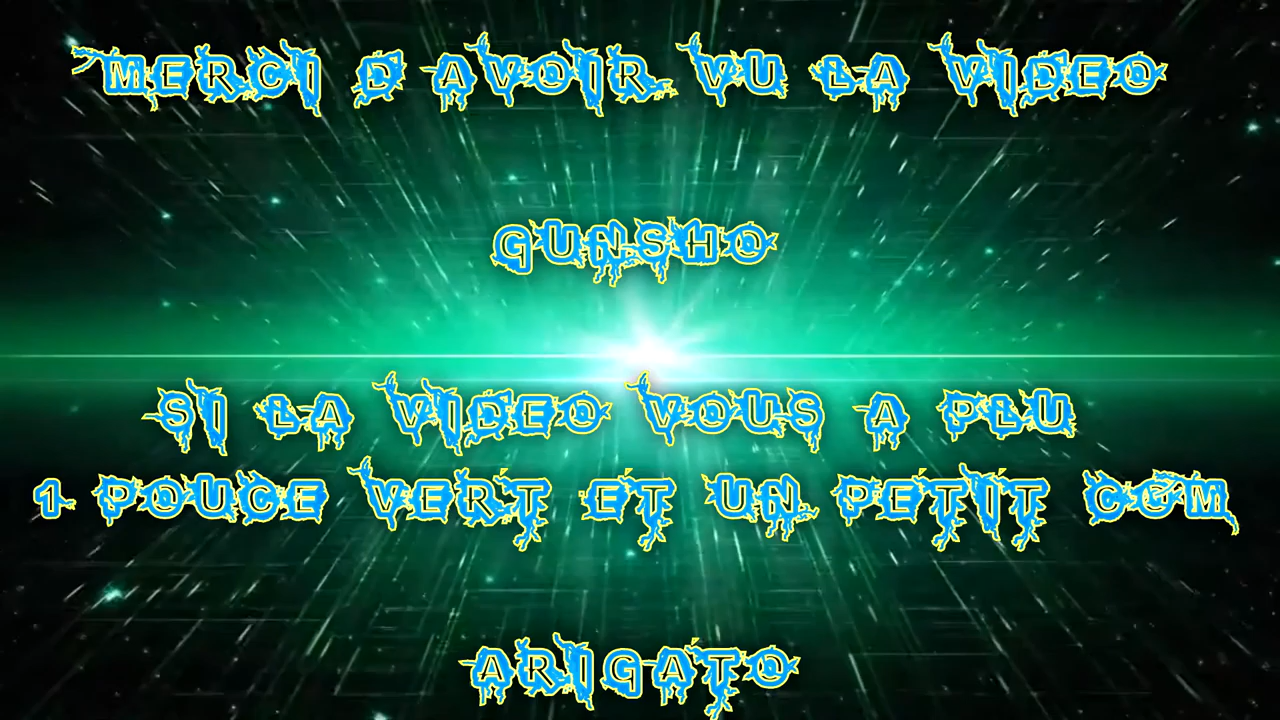 MERCI D AVOIR VU LA VIDEO
GUNSHO
SI LA VIDEO VOUS A PLU
1 POUCE VERT ET UN PETIT COM
ARIGATO